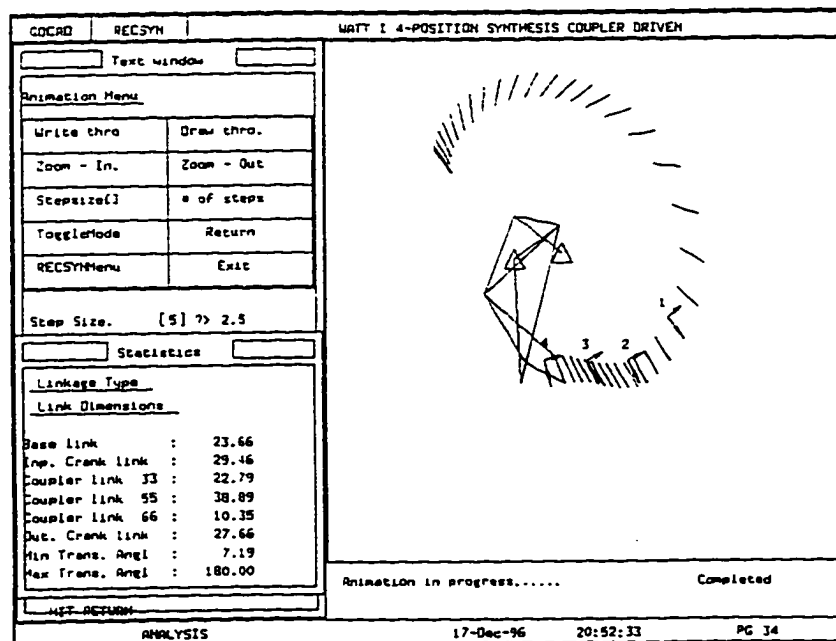 COCAD RECSYN WATT I 4-POSITION SYNTHESIS COUPLER DRIVEN
Text window
Animation Menu
Write thro Draw thro.
Zoom - In. Zoom - Out
Stepsize[] # of steps
ToggleMode Return
RECSYNMenu Exit
Step Size. [5] ?> 2.5
Statistics
Linkage Type
Link Dimensions
Base link : 23.66
Inp. Crank link : 29.46
Coupler link 33 : 22.79
Coupler link 55 : 38.89
Coupler link 66 : 10.35
Out. Crank link : 27.66
Min Trans. Angl : 7.19
Max Trans. Angl : 180.00
HIT RETURN
1
4 3 2
Animation in progress...... Completed
ANALYSIS 17-Dec-96 20:52:33 PG 34